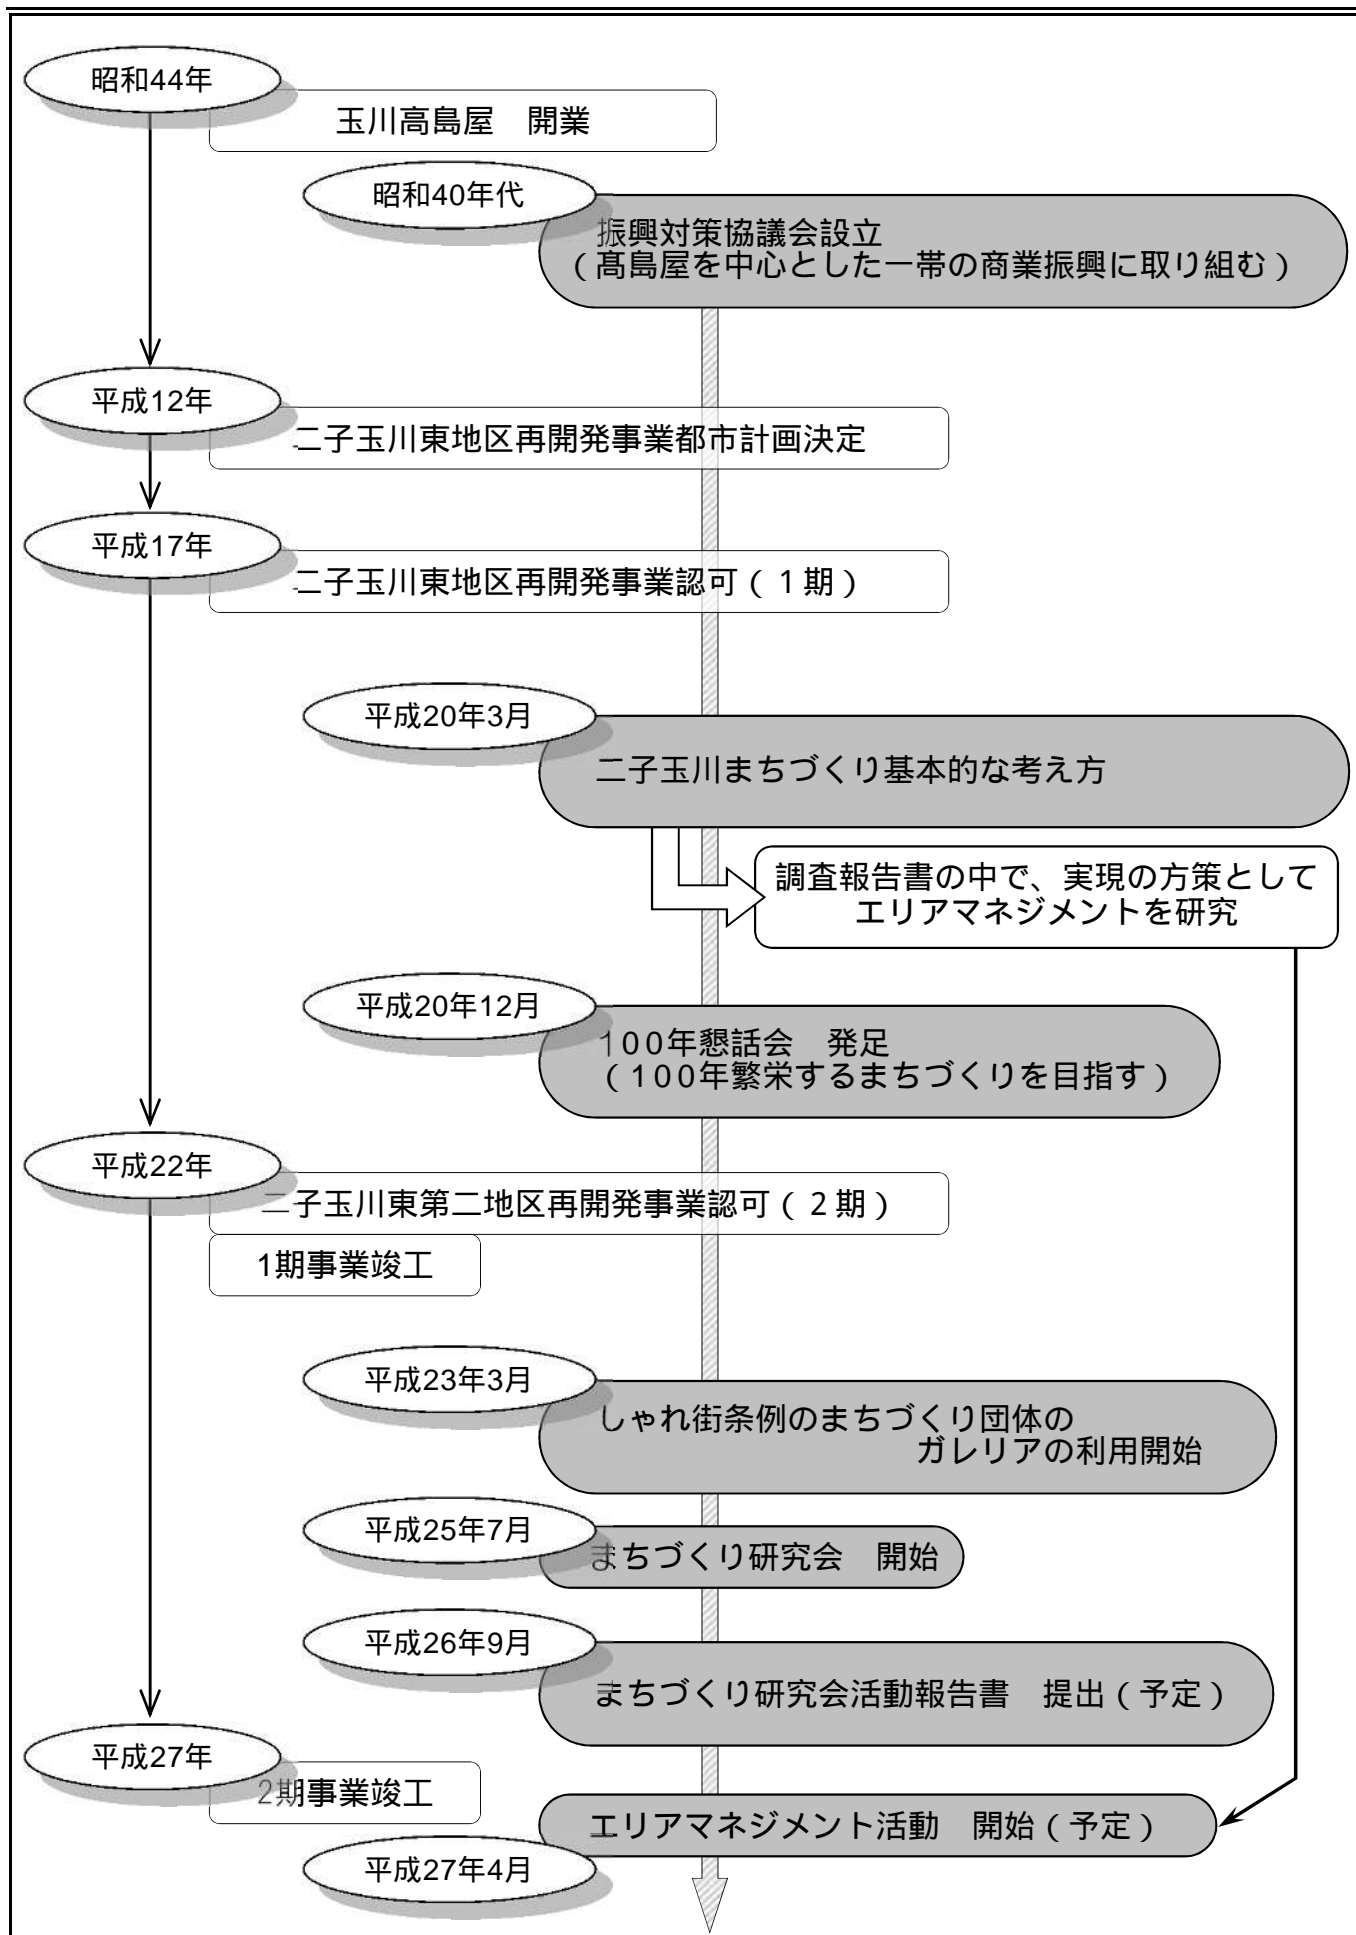 昭和44年
玉川高島屋　開業
昭和40年代
振興対策協議会設立
（髙島屋を中心とした一帯の商業振興に取り組む）
平成12年
二子玉川東地区再開発事業都市計画決定
平成17年
二子玉川東地区再開発事業認可（１期）
平成20年3月
二子玉川まちづくり基本的な考え方
調査報告書の中で、実現の方策として
エリアマネジメントを研究
平成20年12月
100年懇話会　発足
（100年繁栄するまちづくりを目指す）
平成22年
二子玉川東第二地区再開発事業認可（２期）
1期事業竣工
平成23年3月
しゃれ街条例のまちづくり団体の
ガレリアの利用開始
平成25年7月
まちづくり研究会　開始
平成26年9月
まちづくり研究会活動報告書　提出（予定）
平成27年
2期事業竣工
エリアマネジメント活動　開始（予定）
平成27年4月